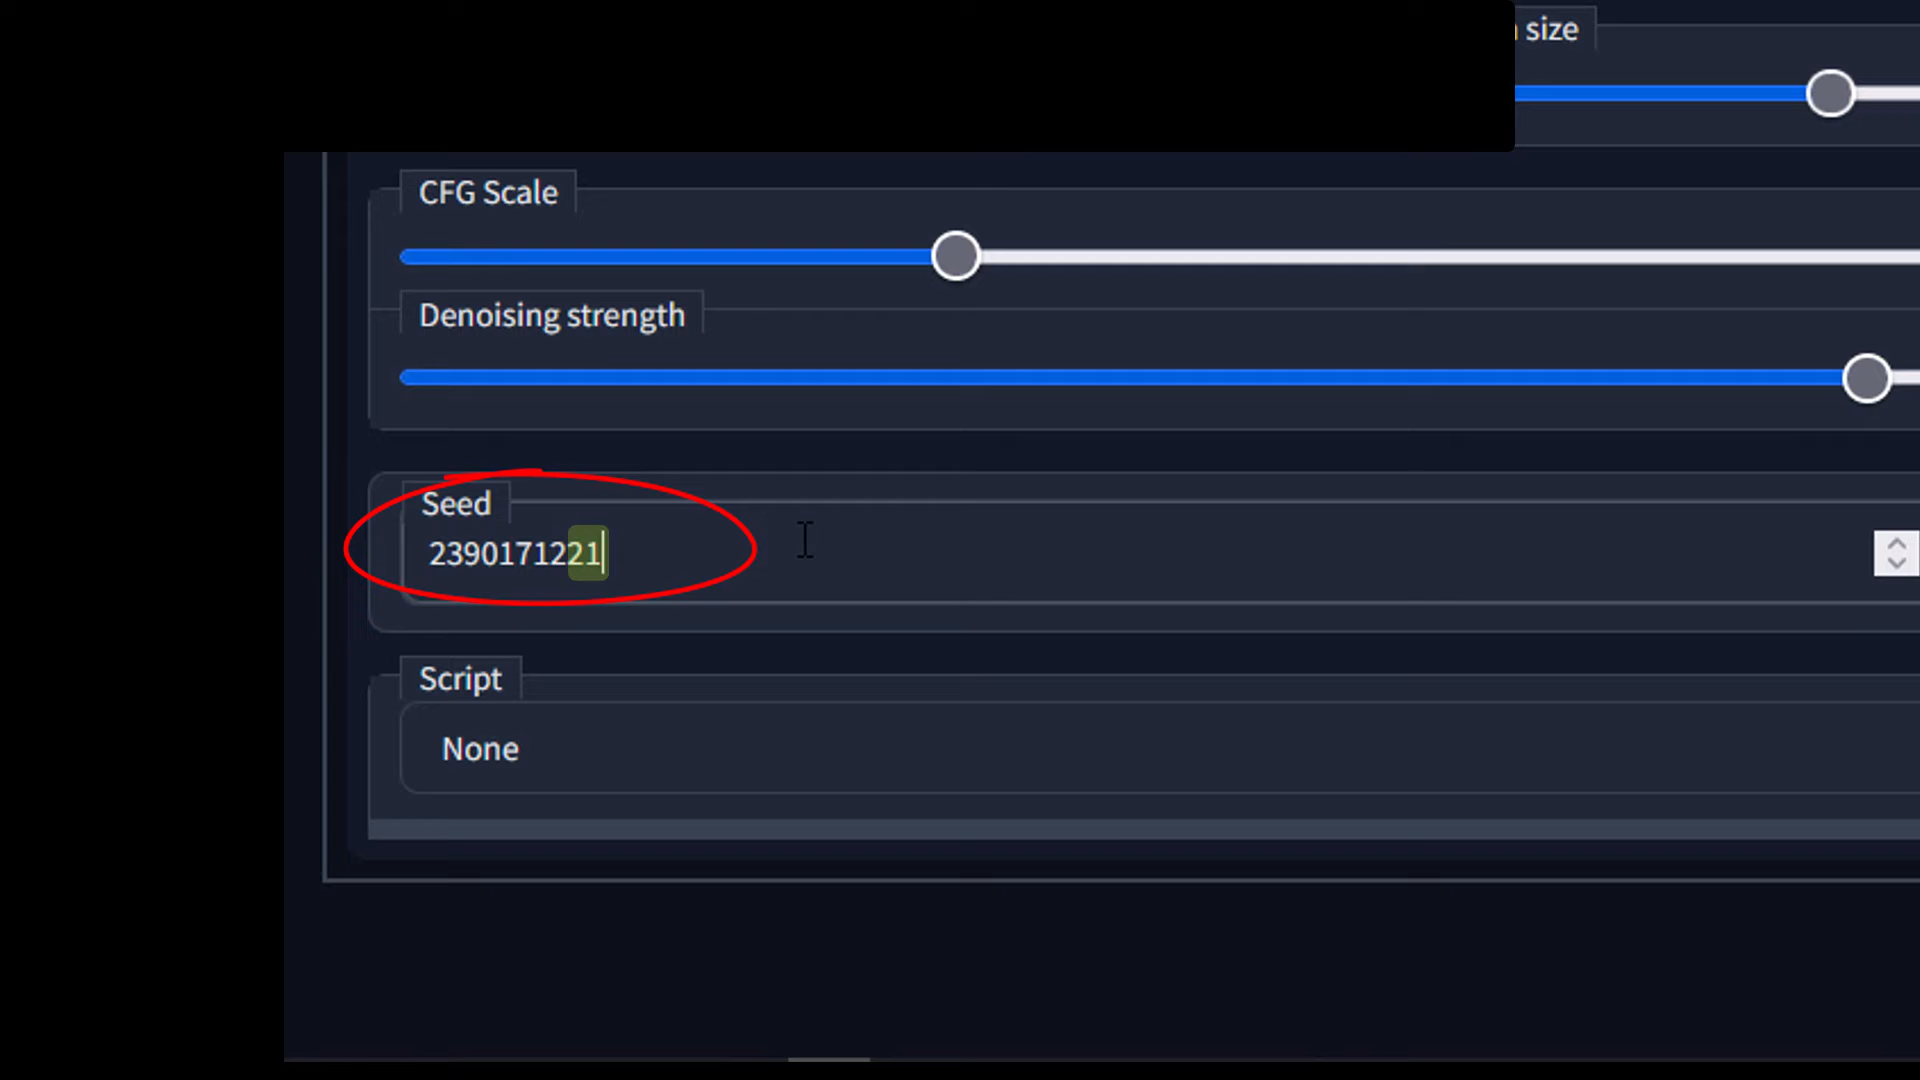 size
CFG Scale
Denoising strength
Seed
2390171221
Script
None